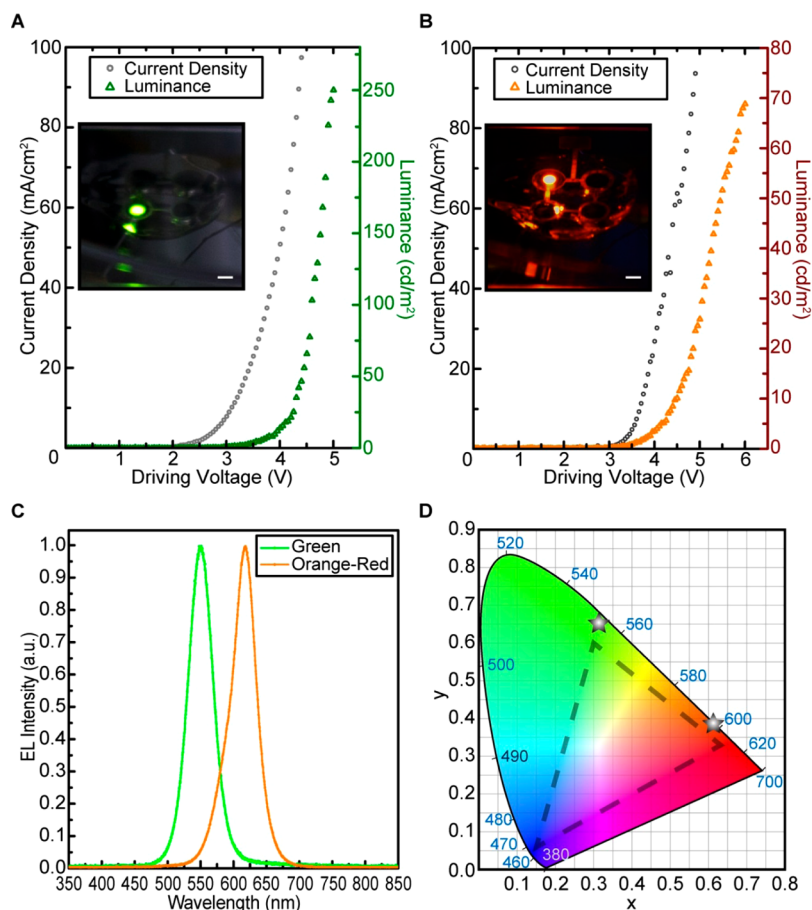 A
Current Density
Luminance
Current Density (mA/cm²)
100
80
60
40
20
0
Luminance (cd/m²)
250
200
150
100
50
0
0 1 2 3 4 5
Driving Voltage (V)
B
Current Density
Luminance
Current Density (mA/cm²)
100
80
60
40
20
0
Luminance (cd/m²)
80
70
60
50
40
30
20
10
0
0 1 2 3 4 5 6
Driving Voltage (V)
C
Green
Orange-Red
EL Intensity (a.u.)
1.0
0.9
0.8
0.7
0.6
0.5
0.4
0.3
0.2
0.1
0.0
350 400 450 500 550 600 650 700 750 800 850
Wavelength (nm)
D
y
0.9
0.8
0.7
0.6
0.5
0.4
0.3
0.2
0.1
0.0
520
540
560
500
580
600
490
620
700
480
470
460
380
0.1 0.2 0.3 0.4 0.5 0.6 0.7 0.8
x